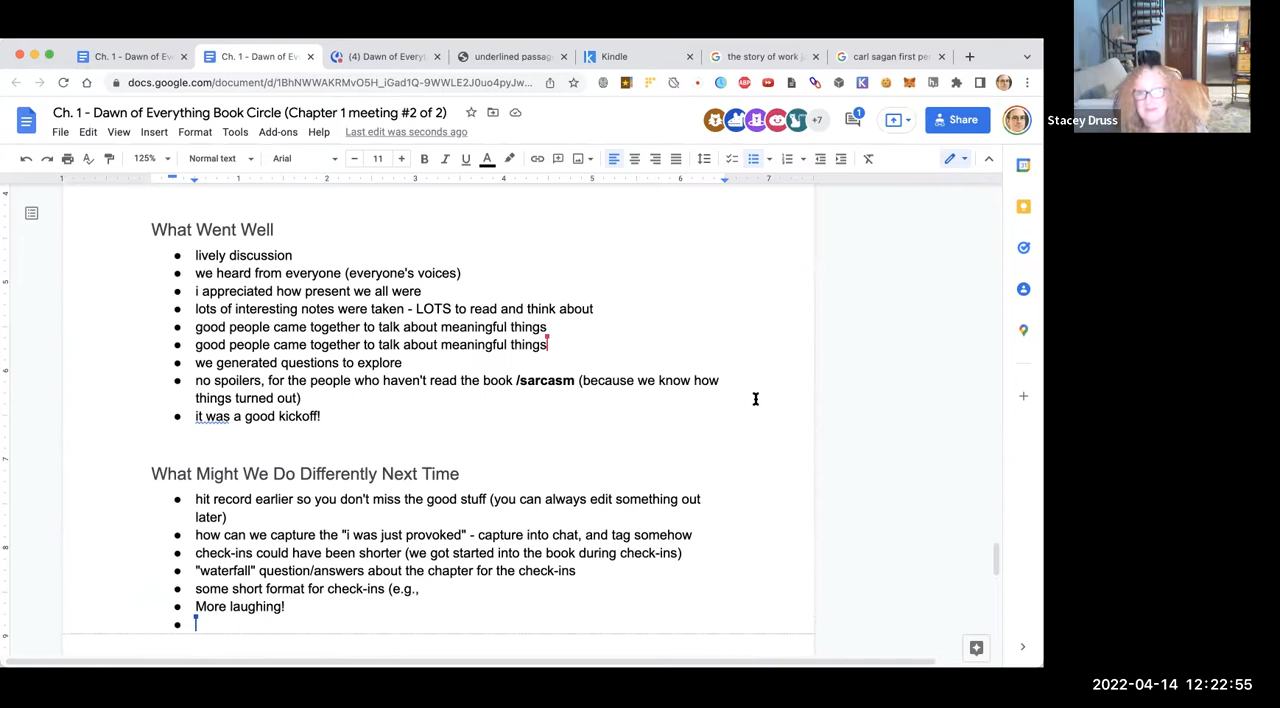 Ch. 1 - Dawn of Ev
Ch. 1 - Dawn of Ev
(4) Dawn of Every
underlined passag
Kindle
the story of work j
carl sagan first per
docs.google.com/document/d/1BhNWWAKRMvO5H_iGad1Q-9WWLE2J0uo4pyJw...
Ch. 1 - Dawn of Everything Book Circle (Chapter 1 meeting #2 of 2)
File Edit View Insert Format Tools Add-ons Help Last edit was seconds ago
+7
1
Share
Stacey Druss
125% Normal text Arial 11 B I U A
1 1 2 3 4 5 6 7
What Went Well
● lively discussion
● we heard from everyone (everyone's voices)
● i appreciated how present we all were
● lots of interesting notes were taken - LOTS to read and think about
● good people came together to talk about meaningful things
● good people came together to talk about meaningful things
● we generated questions to explore
● no spoilers, for the people who haven't read the book /sarcasm (because we know how
things turned out)
● it was a good kickoff!
What Might We Do Differently Next Time
● hit record earlier so you don't miss the good stuff (you can always edit something out
later)
● how can we capture the "i was just provoked" - capture into chat, and tag somehow
● check-ins could have been shorter (we got started into the book during check-ins)
● "waterfall" question/answers about the chapter for the check-ins
● some short format for check-ins (e.g.,
● More laughing!
●
2022-04-14 12:22:55